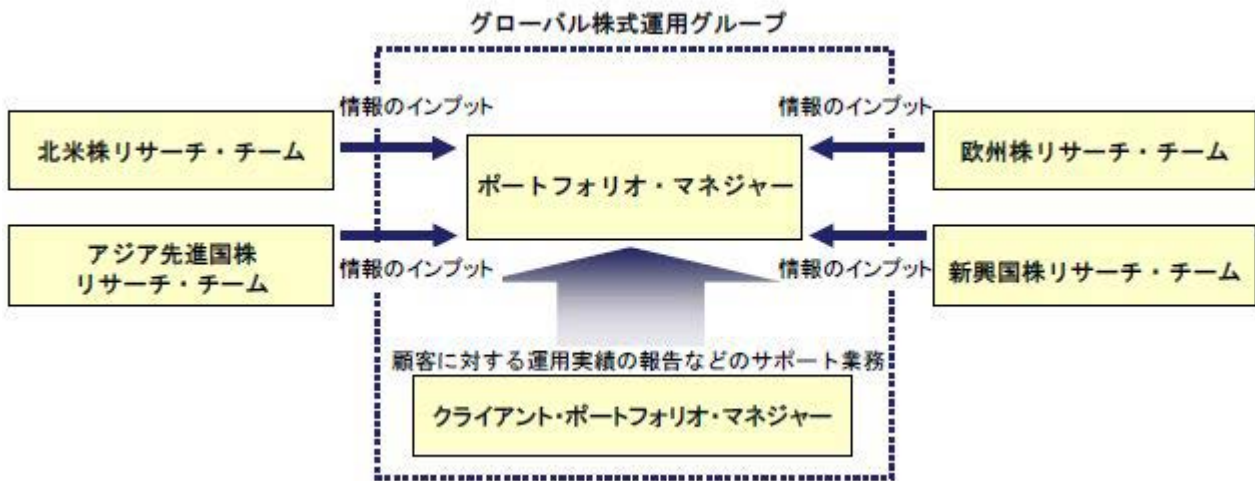 グローバル株式運用グループ
情報のインプット
情報のインプット
北米株リサーチ・チーム
欧州株リサーチ・チーム
ポートフォリオ・マネジャー
アジア先進国株
リサーチ・チーム
情報のインプット
情報のインプット
新興国株リサーチ・チーム
顧客に対する運用実績の報告などのサポート業務
クライアント・ポートフォリオ・マネジャー